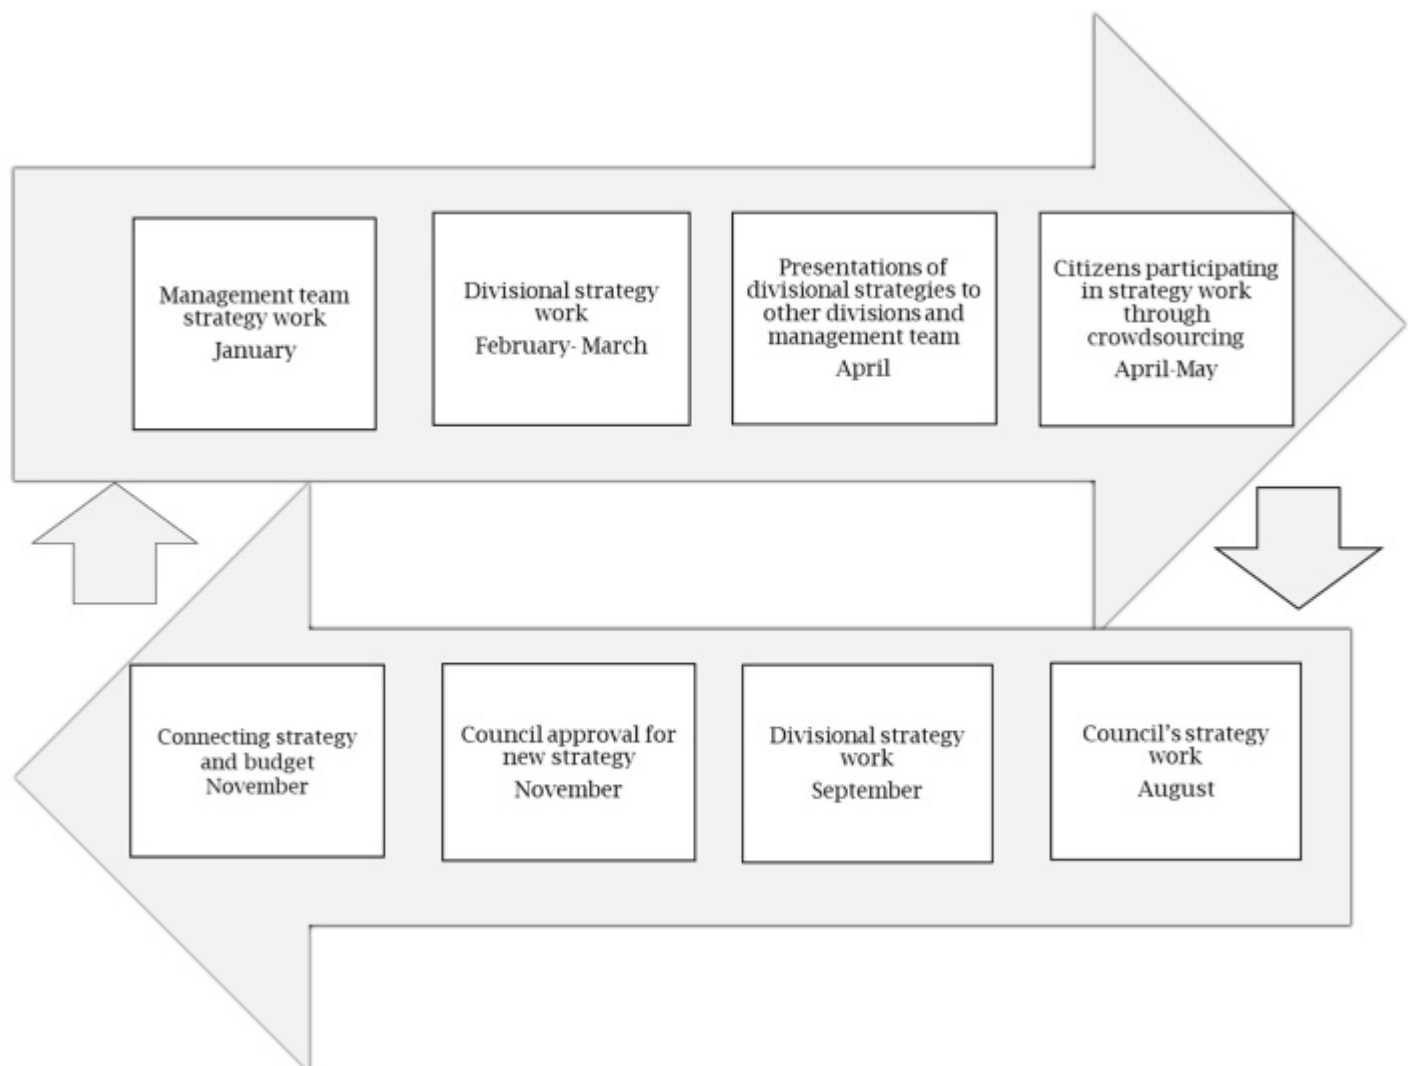 Management team
strategy work
January
Divisional strategy
work
February- March
Presentations of
divisional strategies to
other divisions and
management team
April
Citizens participating
in strategy work
through
crowdsourcing
April-May
Connecting strategy
and budget
November
Council approval for
new strategy
November
Divisional strategy
work
September
Council’s strategy
work
August